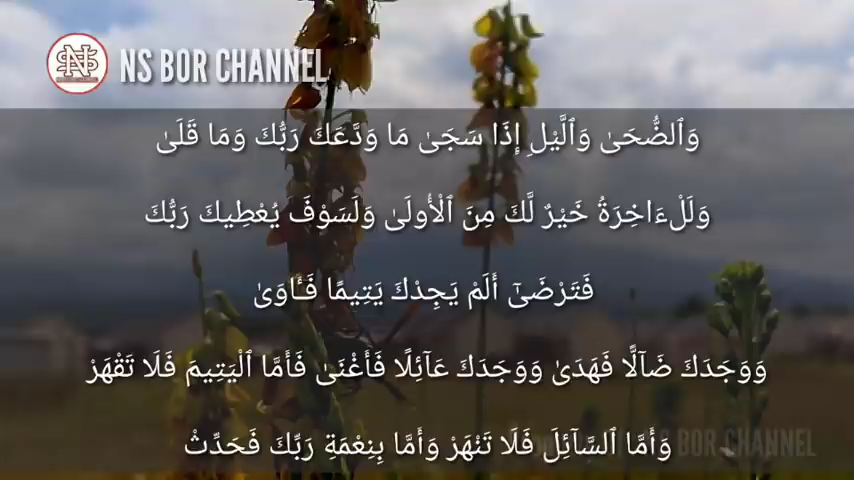 NS BOR CHANNEL
وَٱلضُّحَىٰ وَٱلَّيْلِ إِذَا سَجَىٰ مَا وَدَّعَكَ رَبُّكَ وَمَا قَلَىٰ
وَلَلْءَاخِرَةُ خَيْرٌ لَّكَ مِنَ ٱلْأُولَىٰ وَلَسَوْفَ يُعْطِيكَ رَبُّكَ
فَتَرْضَىٰٓ أَلَمْ يَجِدْكَ يَتِيمًا فَـَٔاوَىٰ
وَوَجَدَكَ ضَآلًّا فَهَدَىٰ وَوَجَدَكَ عَآئِلًا فَأَغْنَىٰ فَأَمَّا ٱلْيَتِيمَ فَلَا تَقْهَرْ
وَأَمَّا ٱلسَّآئِلَ فَلَا تَنْهَرْ وَأَمَّا بِنِعْمَةِ رَبِّكَ فَحَدِّثْ
NS BOR CHANNEL